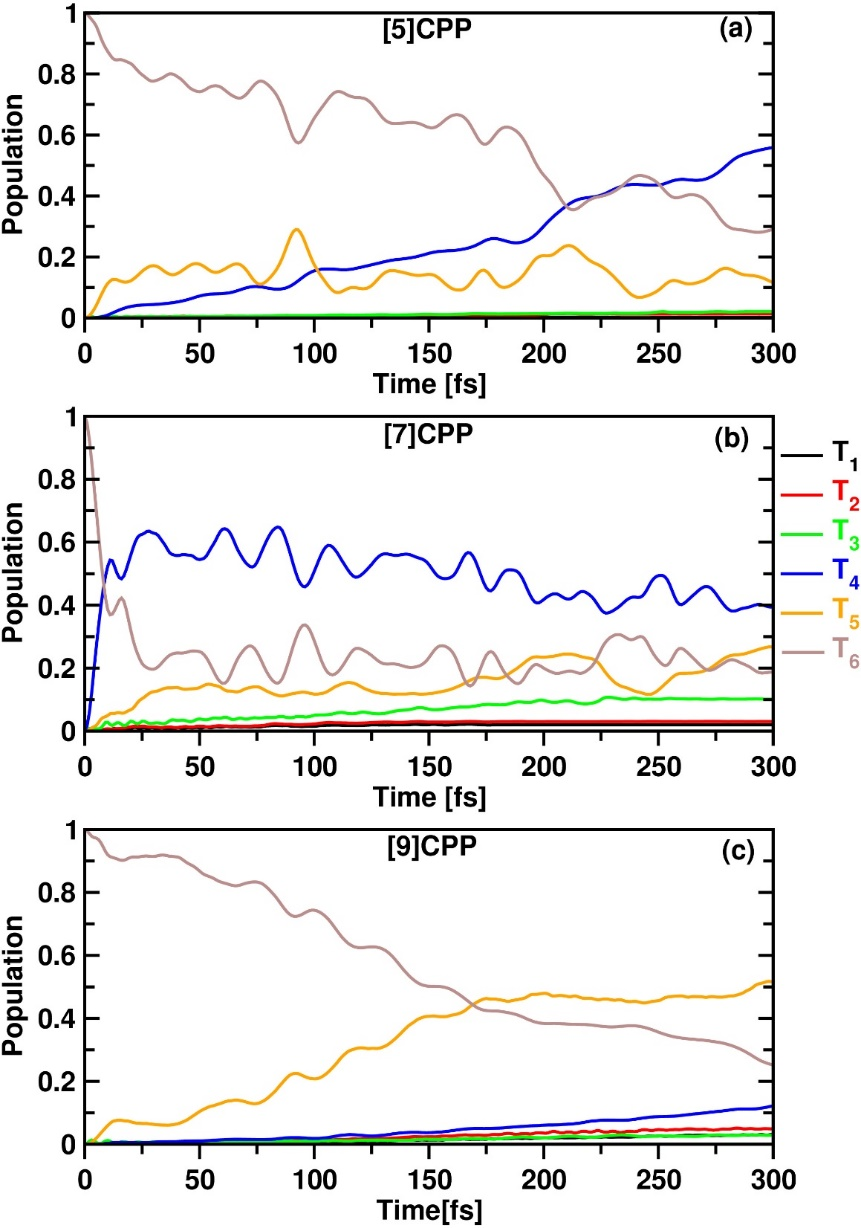 [5]CPP
(a)
1
0.8
0.6
0.4
0.2
0
Population
0 50 100 150 200 250 300
Time [fs]
[7]CPP
(b)
1
0.8
0.6
0.4
0.2
0
Population
0 50 100 150 200 250 300
Time [fs]
T1
T2
T3
T4
T5
T6
[9]CPP
(c)
1
0.8
0.6
0.4
0.2
0
Population
0 50 100 150 200 250 300
Time[fs]